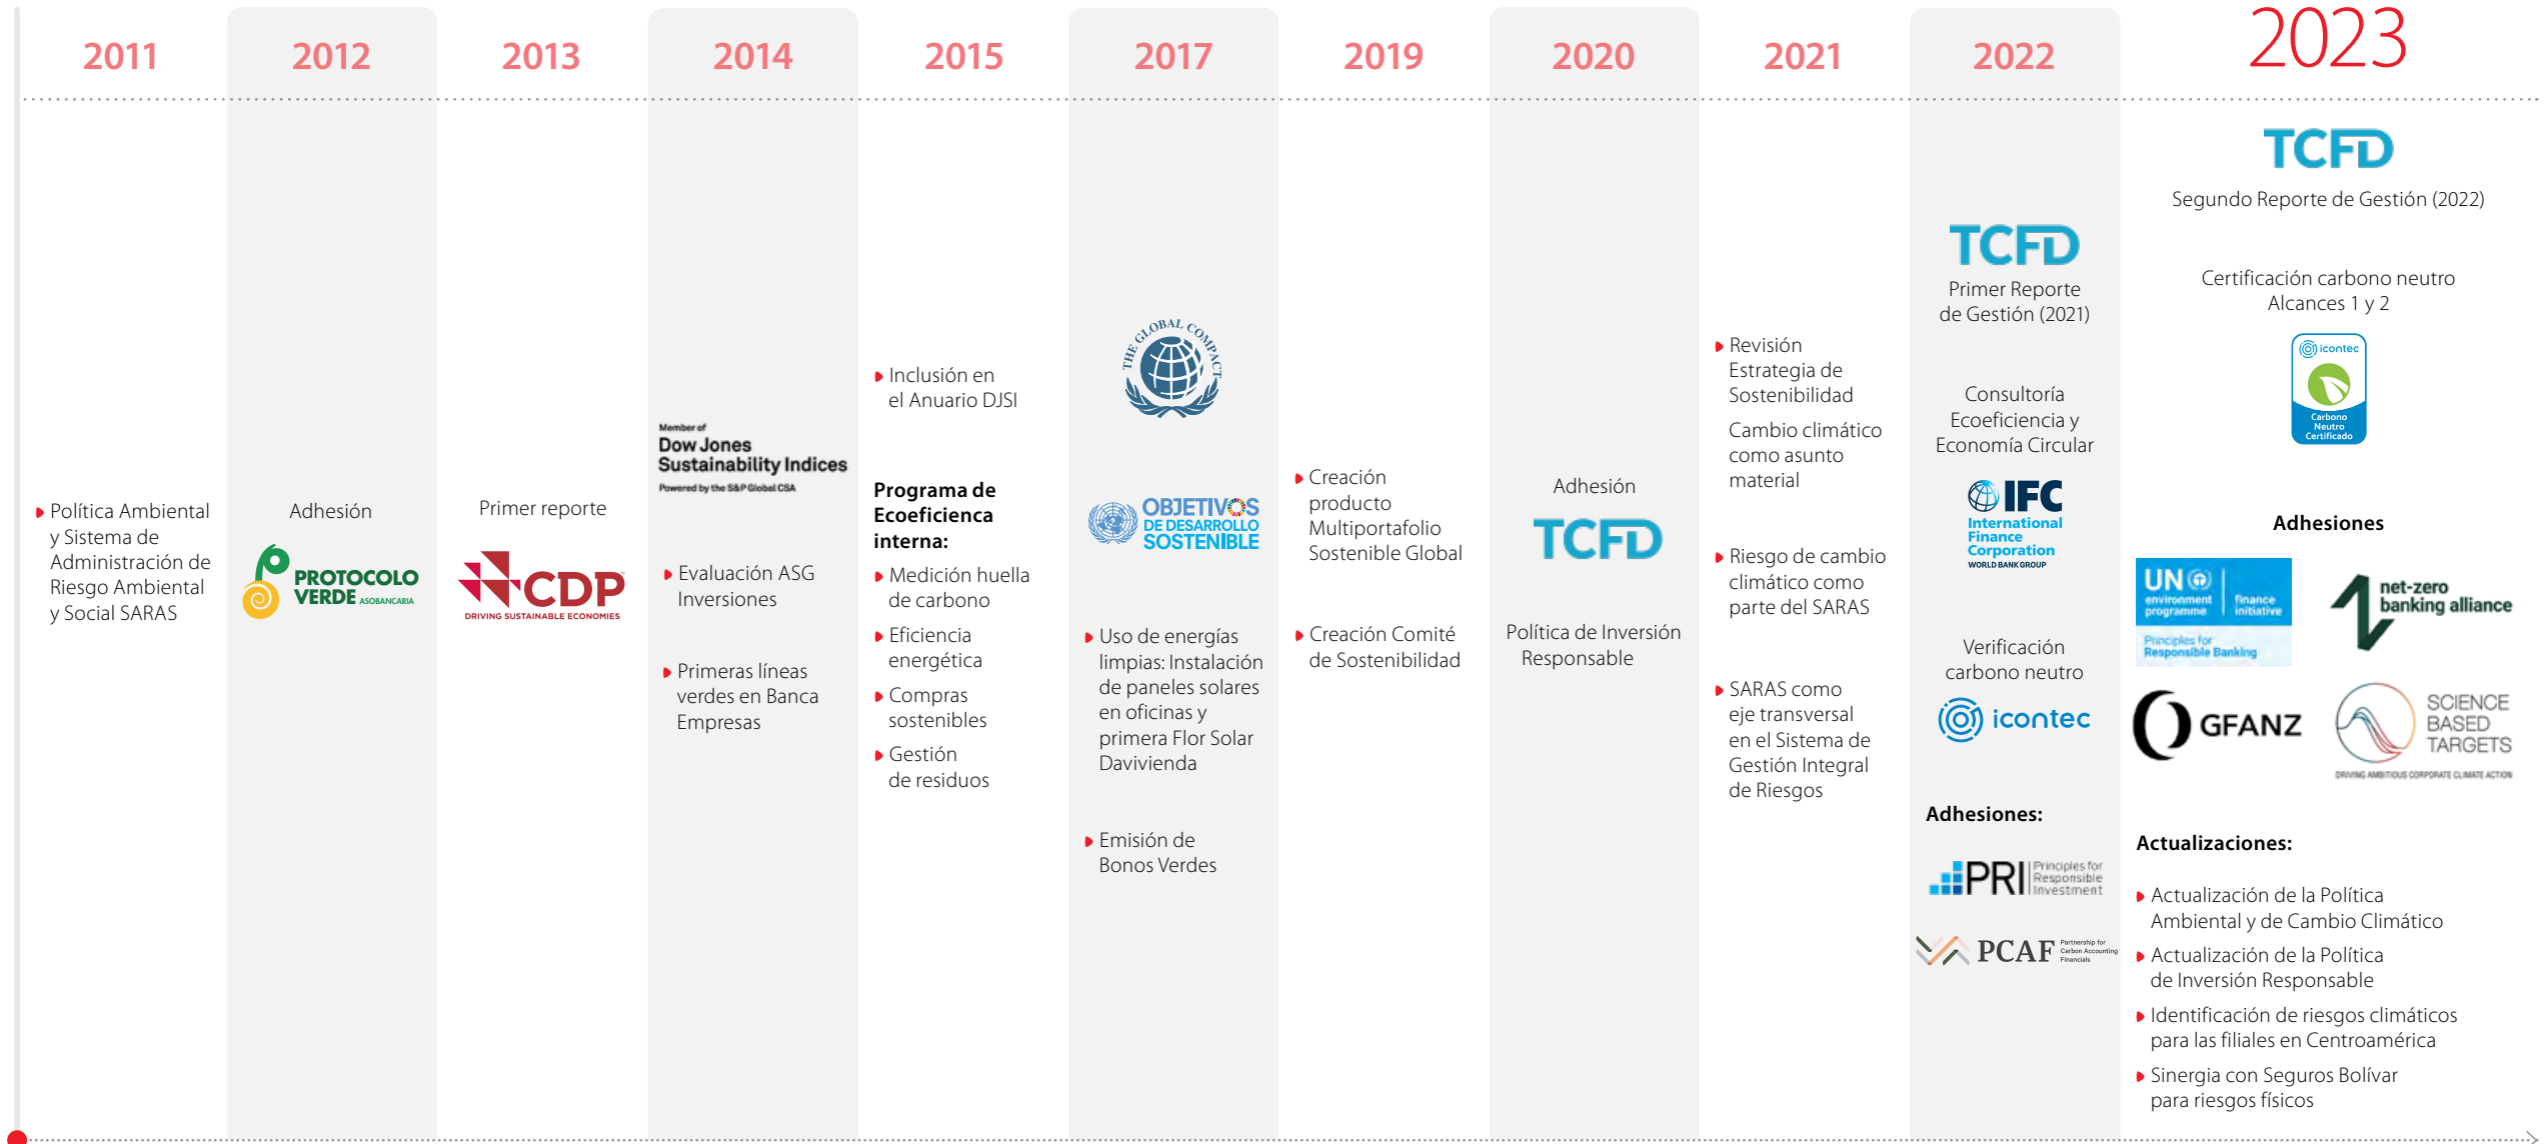 2011
Política Ambiental
y Sistema de
Administración de
Riesgo Ambiental
y Social SARAS
2012
Adhesión
PROTOCOLO
VERDE ASOBANCARIA
2013
Primer reporte
CDP
DRIVING SUSTAINABLE ECONOMIES
2014
Member of
Dow Jones
Sustainability Indices
Powered by the S&P Global CSA
Evaluación ASG
Inversiones
Primeras líneas
verdes en Banca
Empresas
2015
Inclusión en
el Anuario DJSI
Programa de
Ecoeficienca
interna:
Medición huella
de carbono
Eficiencia
energética
Compras
sostenibles
Gestión
de residuos
2017
THE GLOBAL COMPACT
OBJETIVOS
DE DESARROLLO
SOSTENIBLE
Uso de energías
limpias: Instalación
de paneles solares
en oficinas y
primera Flor Solar
Davivienda
Emisión de
Bonos Verdes
2019
Creación
producto
Multiportafolio
Sostenible Global
Creación Comité
de Sostenibilidad
2020
Adhesión
TCFD
Política de Inversión
Responsable
2021
Revisión
Estrategia de
Sostenibilidad
Cambio climático
como asunto
material
Riesgo de cambio
climático como
parte del SARAS
SARAS como
eje transversal
en el Sistema de
Gestión Integral
de Riesgos
2022
TCFD
Primer Reporte
de Gestión (2021)
Consultoría
Ecoeficiencia y
Economía Circular
IFC
International
Finance
Corporation
WORLD BANK GROUP
Verificación
carbono neutro
icontec
Adhesiones:
PRI Principles for
Responsible
Investment
PCAF Partnership for
Carbon Accounting
Financials
2023
TCFD
Segundo Reporte de Gestión (2022)
Certificación carbono neutro
Alcances 1 y 2
icontec
Carbono
Neutro
Certificado
Adhesiones
UN
environment
programme
finance
initiative
Principles for
Responsible Banking
net-zero
banking alliance
GFANZ
SCIENCE
BASED
TARGETS
DRIVING AMBITIOUS CORPORATE CLIMATE ACTION
Actualizaciones:
Actualización de la Política
Ambiental y de Cambio Climático
Actualización de la Política
de Inversión Responsable
Identificación de riesgos climáticos
para las filiales en Centroamérica
Sinergia con Seguros Bolívar
para riesgos físicos